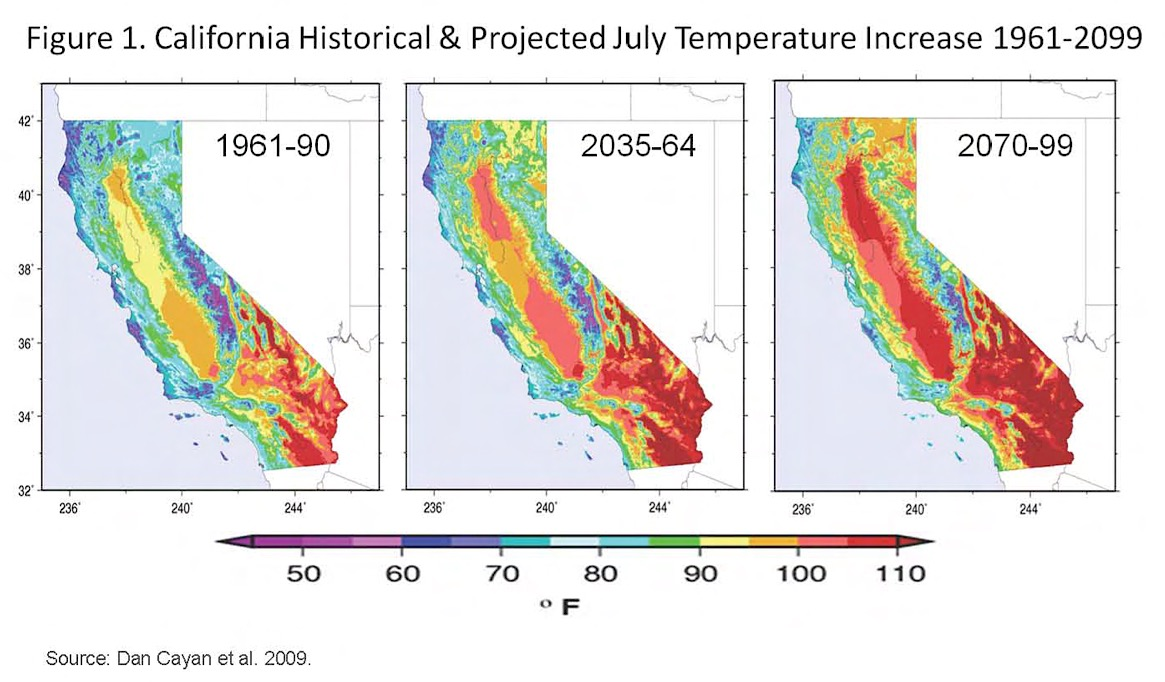 Figure 1. California Historical & Projected July Temperature Increase 1961-2099
1961-90
2035-64
2070-99
42°
40°
38°
36°
34°
32°
236° 240° 244°
236° 240° 244°
236° 240° 244°
50 60 70 80 90 100 110
° F
Source: Dan Cayan et al. 2009.